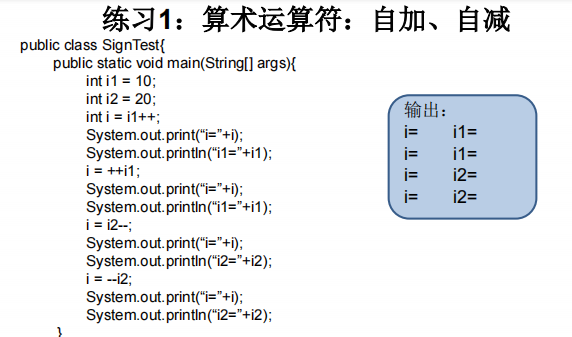 练习1：算术运算符：自加、自减
public class SignTest{
public static void main(String[] args){
int i1 = 10;
int i2 = 20;
int i = i1++;
System.out.print(“i=”+i);
System.out.println(“i1=”+i1);
i = ++i1;
System.out.print(“i=”+i);
System.out.println(“i1=”+i1);
i = i2--;
System.out.print(“i=”+i);
System.out.println(“i2=”+i2);
i = --i2;
System.out.print(“i=”+i);
System.out.println(“i2=”+i2);
}
输出：
i= i1=
i= i1=
i= i2=
i= i2=